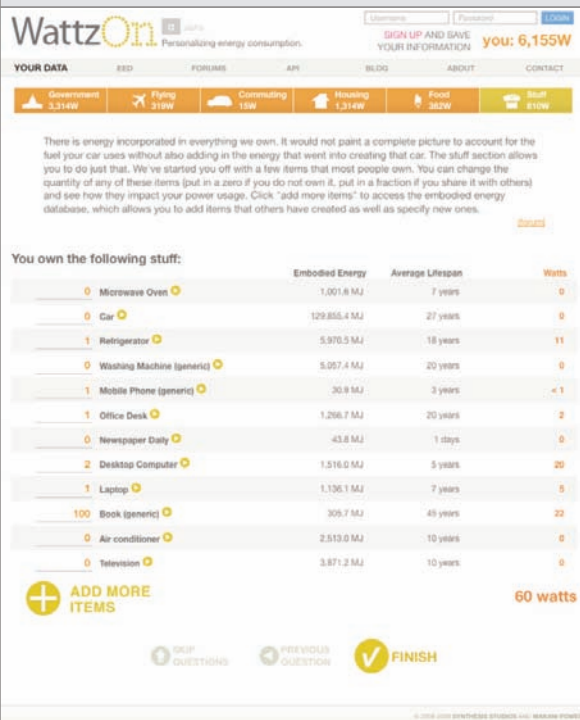 WattzOn
Personalizing energy consumption.
Username
Password
LOGIN
SIGN UP AND SAVE
YOUR INFORMATION
you: 6,155W
YOUR DATA
EED
FORUMS
API
BLOG
ABOUT
CONTACT
Government
3,314W
Flying
319W
Commuting
15W
Housing
1,314W
Food
382W
Stuff
810W
There is energy incorporated in everything we own. It would not paint a complete picture to account for the
fuel your car uses without also adding in the energy that went into creating that car. The stuff section allows
you to do just that. We've started you off with a few items that most people own. You can change the
quantity of any of these items (put in a zero if you do not own it, put in a fraction if you share it with others)
and see how they impact your power usage. Click "add more items" to access the embodied energy
database, which allows you to add items that others have created as well as specify new ones.
(forum)
You own the following stuff:
Embodied Energy Average Lifespan Watts
0 Microwave Oven 1,001.6 MJ 7 years 0
0 Car 129,855.4 MJ 27 years 0
1 Refrigerator 5,970.5 MJ 18 years 11
0 Washing Machine (generic) 5,057.4 MJ 20 years 0
1 Mobile Phone (generic) 30.9 MJ 3 years < 1
1 Office Desk 1,266.7 MJ 20 years 2
0 Newspaper Daily 43.8 MJ 1 days 0
2 Desktop Computer 1,516.0 MJ 5 years 20
1 Laptop 1,136.1 MJ 7 years 5
100 Book (generic) 305.7 MJ 45 years 22
0 Air conditioner 2,513.0 MJ 10 years 0
0 Television 3,871.2 MJ 10 years 0
ADD MORE
ITEMS
60 watts
SKIP
QUESTIONS
PREVIOUS
QUESTION
FINISH
SYNTHESIS STUDIOS AND MAKANI POWER